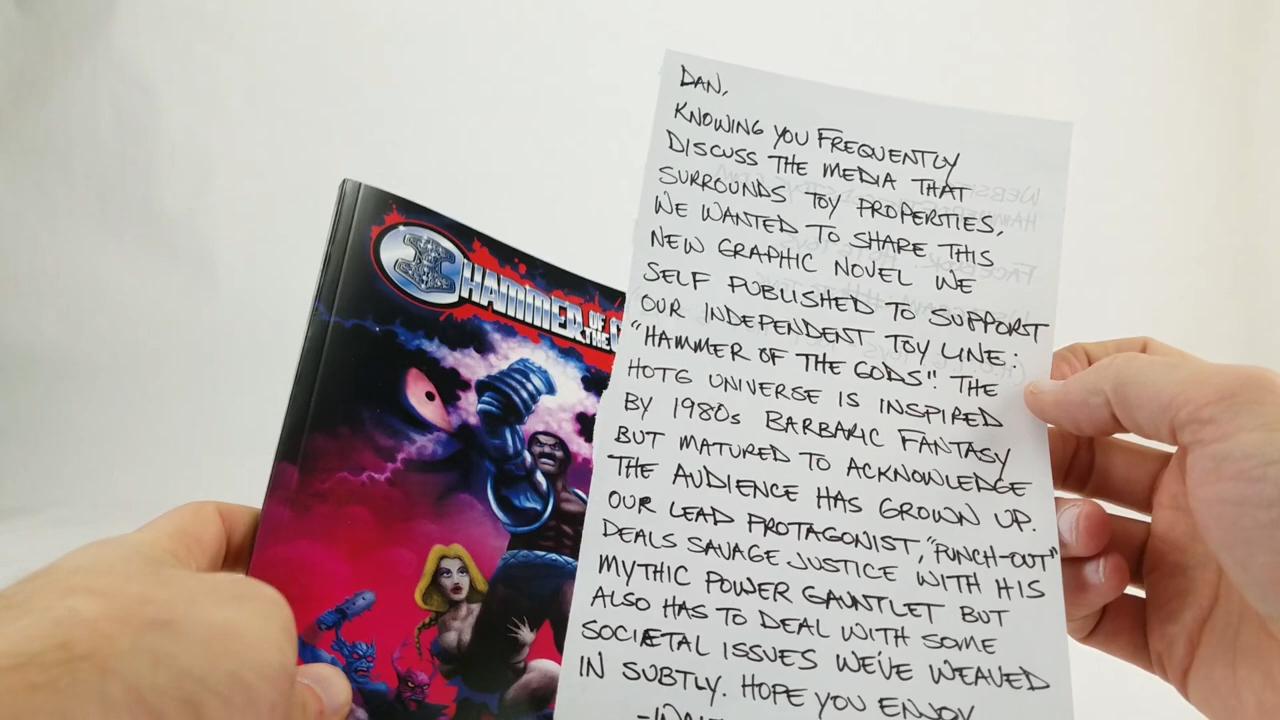 HAMMER OF THE
DAN,
KNOWING YOU FREQUENTLY
DISCUSS THE MEDIA THAT
SURROUNDS TOY PROPERTIES,
WE WANTED TO SHARE THIS
NEW GRAPHIC NOVEL WE
SELF PUBLISHED TO SUPPORT
OUR INDEPENDENT TOY LINE:
"HAMMER OF THE GODS". THE
HOTG UNIVERSE IS INSPIRED
BY 1980s BARBARIC FANTASY
BUT MATURED TO ACKNOWLEDGE
THE AUDIENCE HAS GROWN UP.
OUR LEAD PROTAGONIST, "PUNCH-OUT"
DEALS SAVAGE JUSTICE WITH HIS
MYTHIC POWER GAUNTLET BUT
ALSO HAS TO DEAL WITH SOME
SOCIETAL ISSUES WE'VE WEAVED
IN SUBTLY. HOPE YOU ENJOY